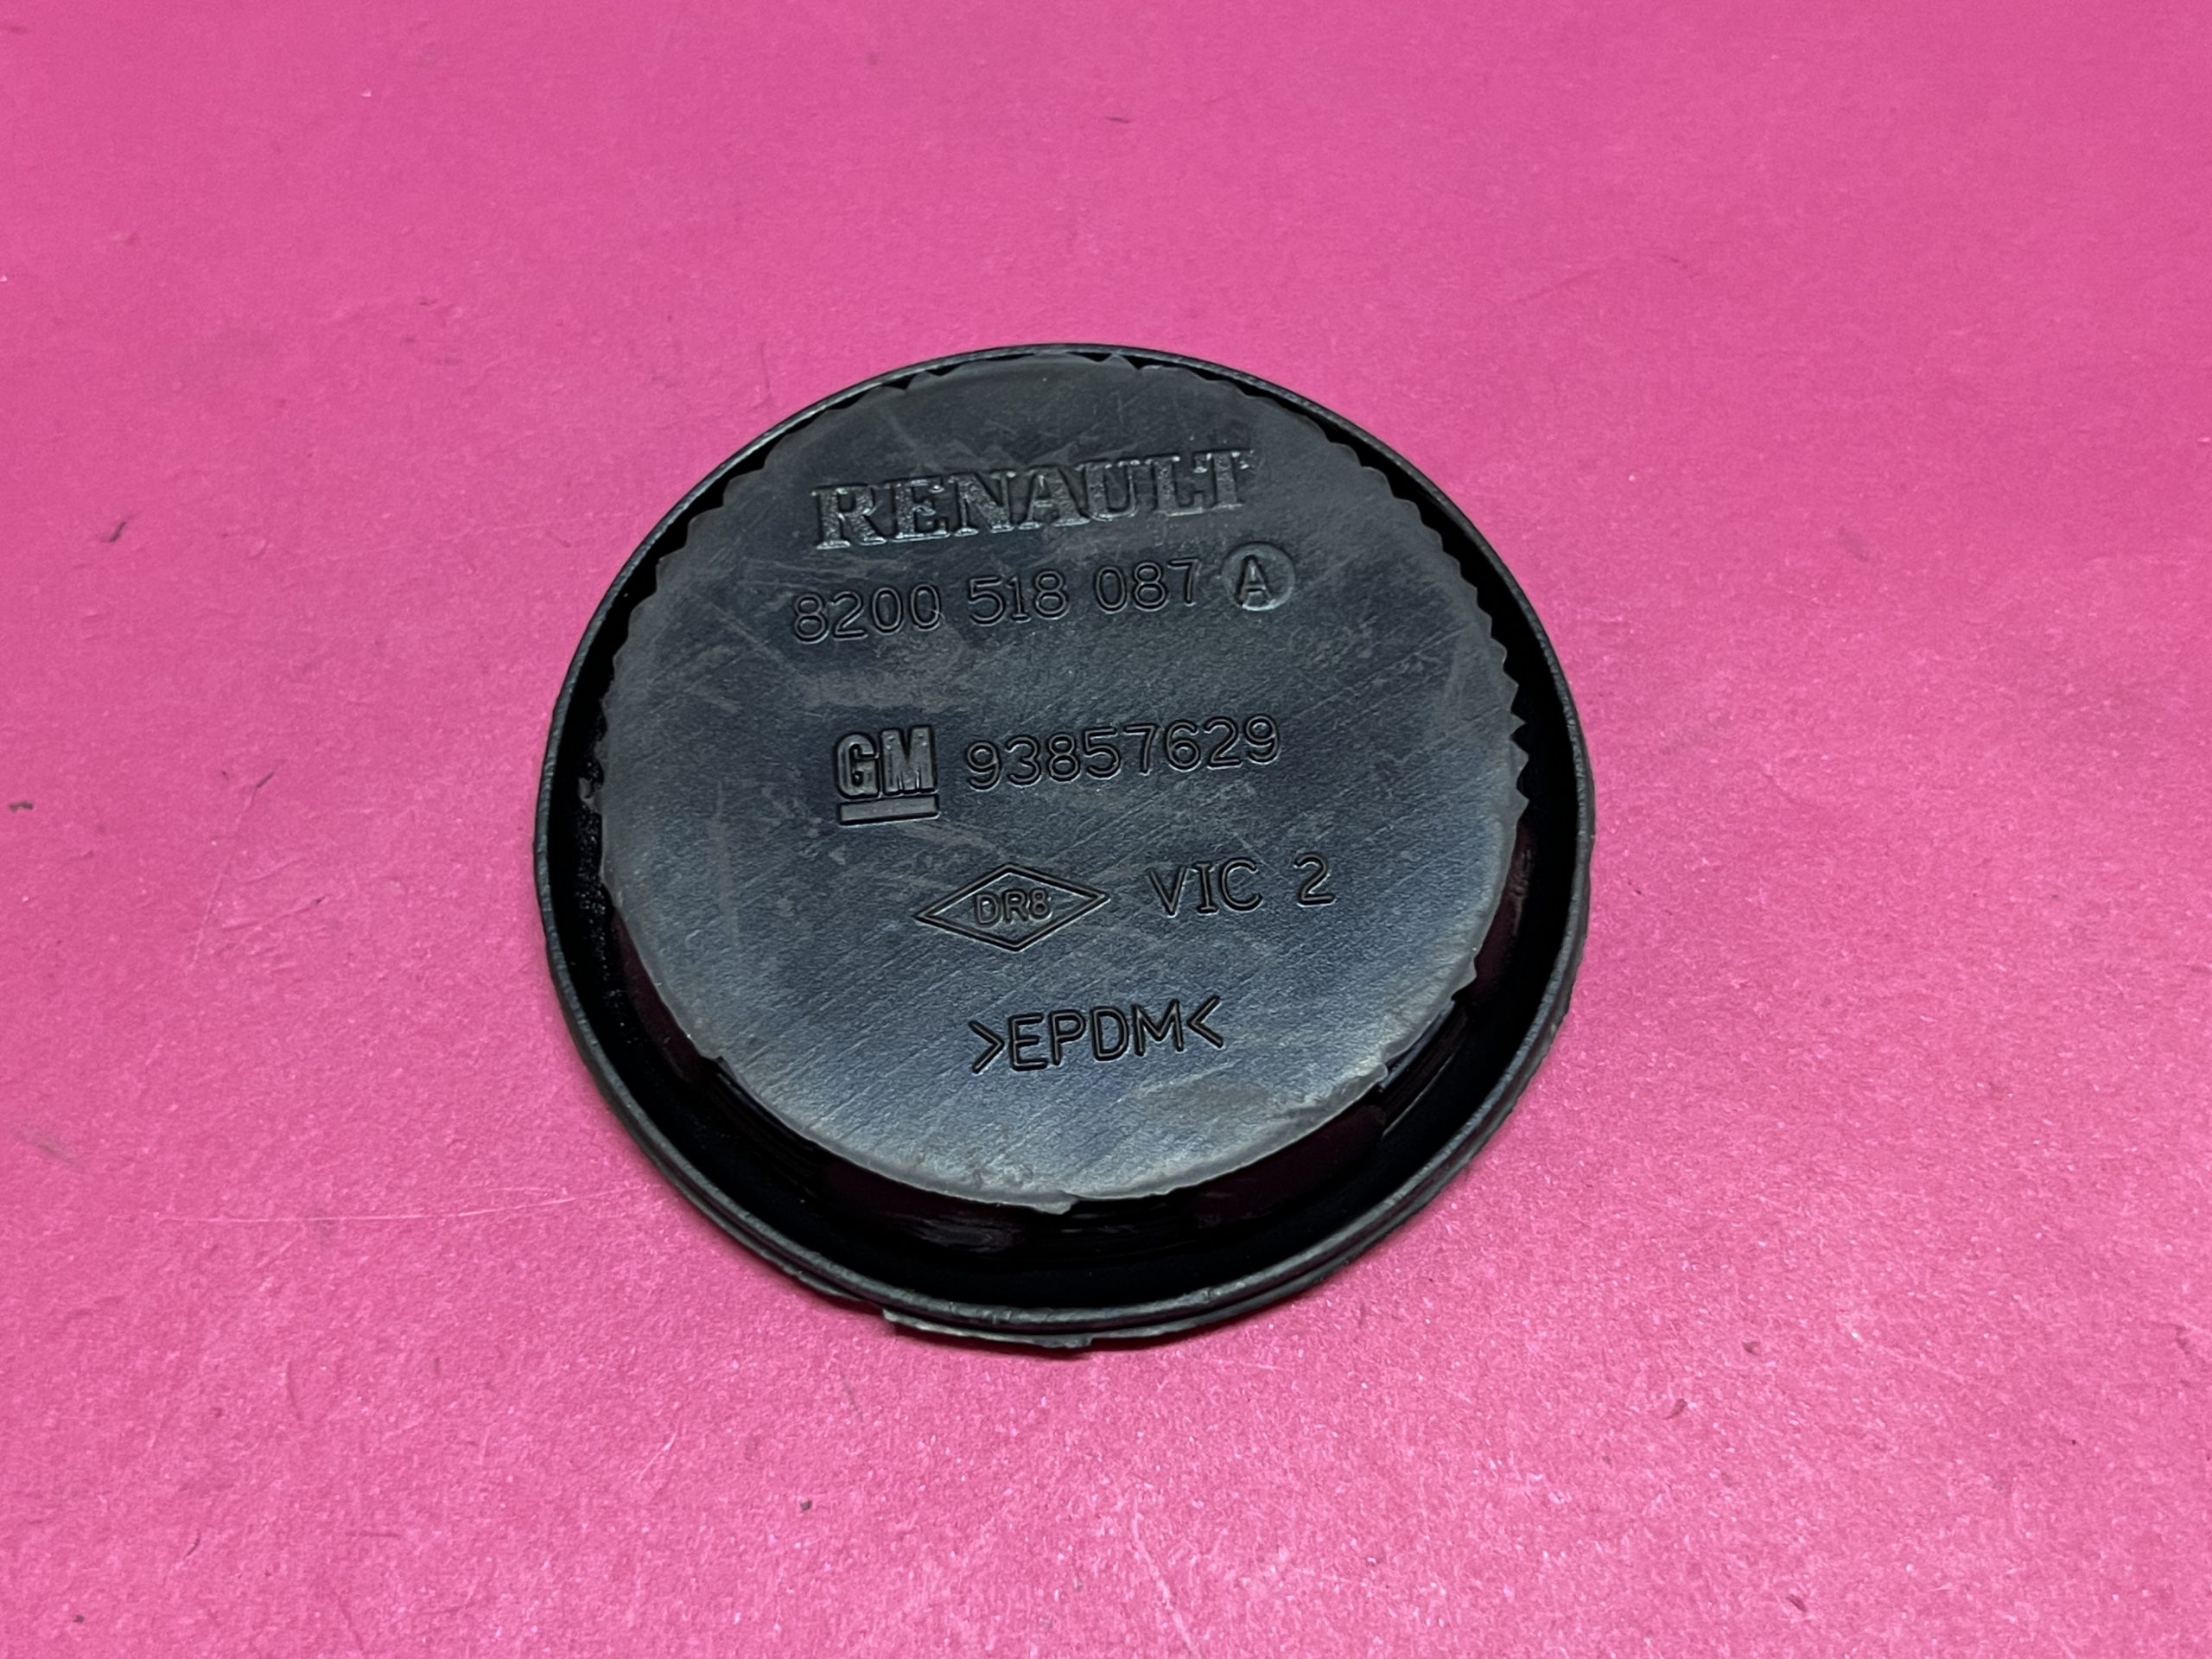 RENAULT
8200 518 087 A
GM 93857629
DR8 VIC 2
>EPDM<